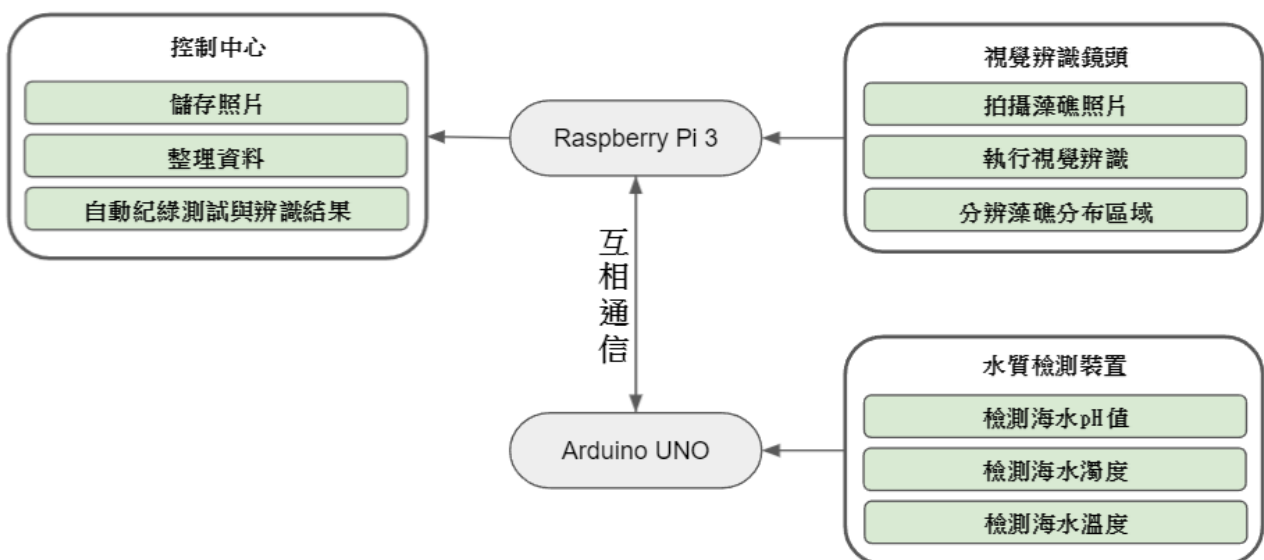 控制中心
儲存照片
整理資料
自動紀錄測試與辨識結果
Raspberry Pi 3
視覺辨識鏡頭
拍攝藻礁照片
執行視覺辨識
分辨藻礁分布區域
互相通信
Arduino UNO
水質檢測裝置
檢測海水pH值
檢測海水濁度
檢測海水溫度